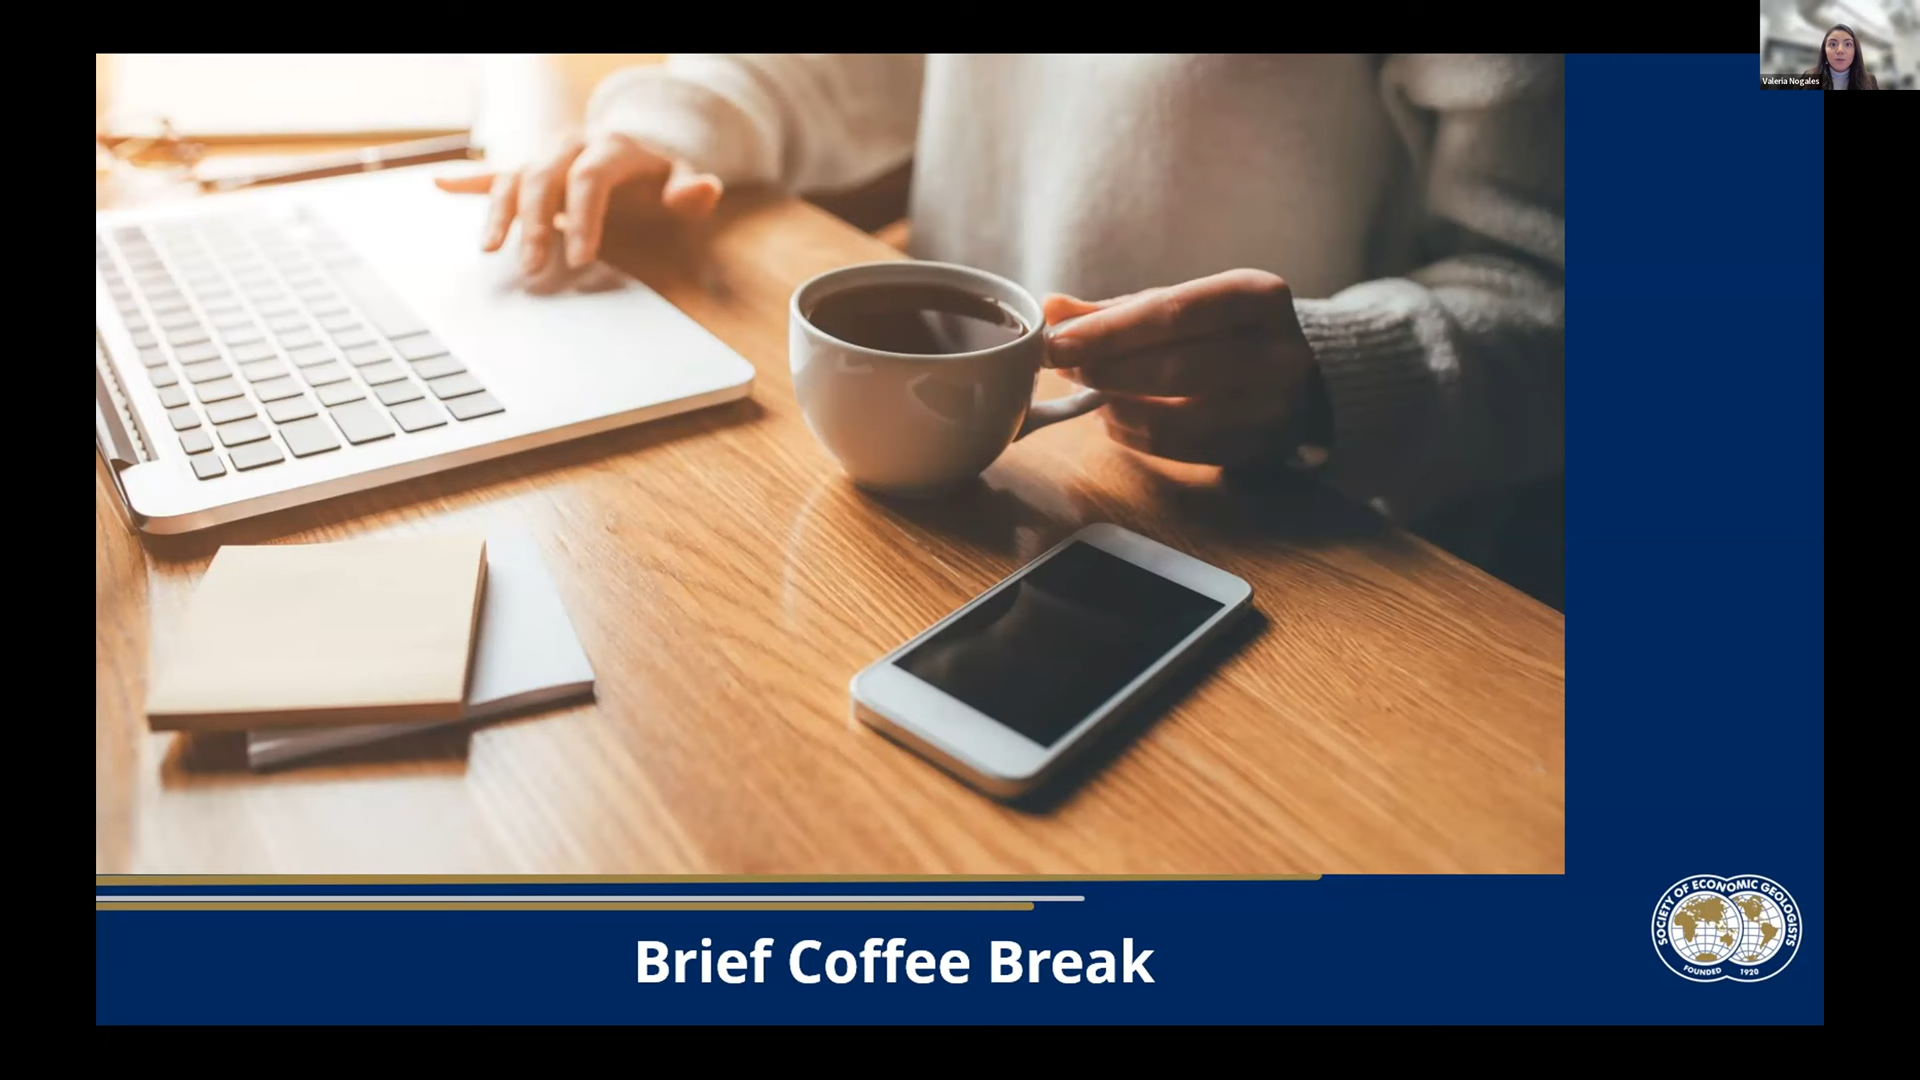 Valeria Nogales
Brief Coffee Break
SOCIETY OF ECONOMIC GEOLOGISTS
FOUNDED 1920